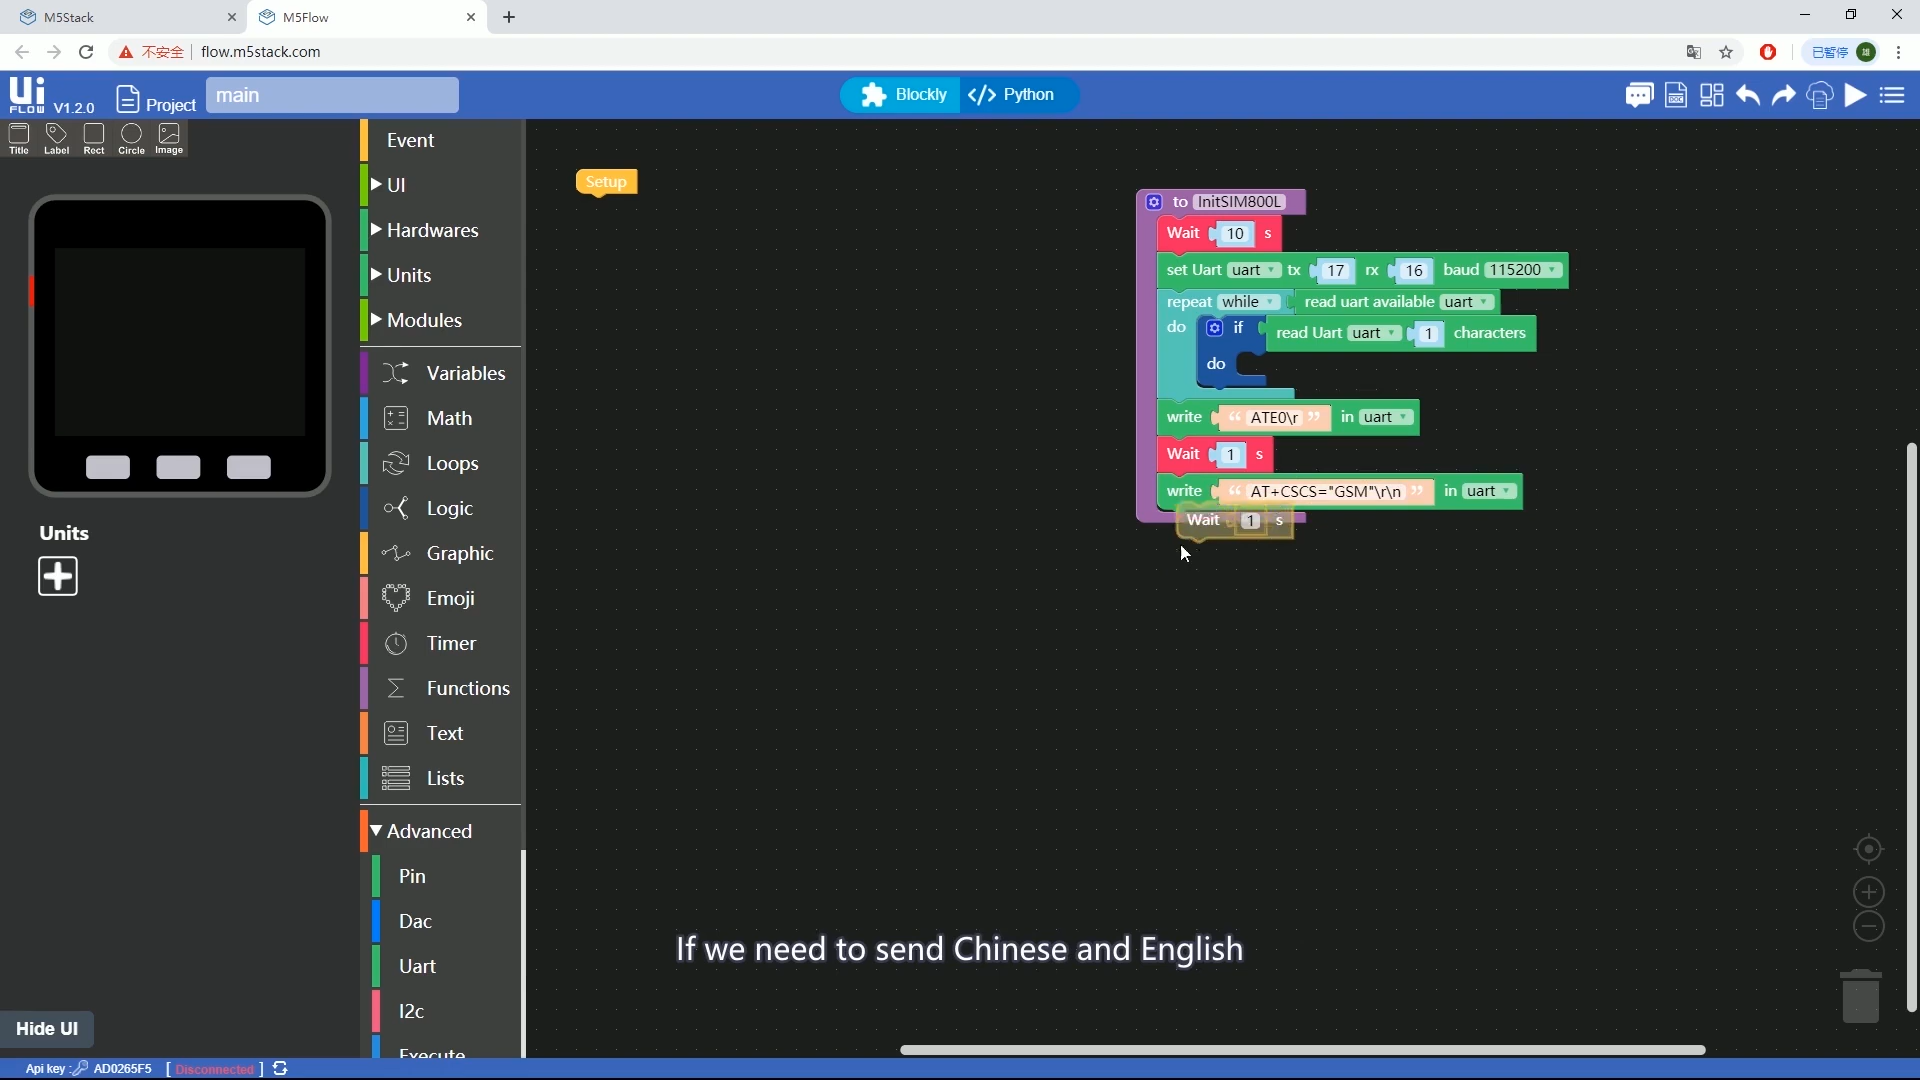 M5Stack
M5Flow
不安全 flow.m5stack.com
已暂停 雄
Ui FLOW V1.2.0 Project main Blockly </> Python
DOC
Title Label Rect Circle Image
Event
UI
Hardwares
Units
Modules
Variables
Math
Loops
Logic
Graphic
Emoji
Timer
Functions
Text
Lists
Advanced
Pin
Dac
Uart
I2c
Execute
Units
Hide UI
Setup
to InitSIM800L
Wait 10 s
set Uart uart tx 17 rx 16 baud 115200
repeat while read uart available uart
do if read Uart uart 1 characters
do
write “ ATE0\r ” in uart
Wait 1 s
write “ AT+CSCS="GSM"\r\n ” in uart
Wait 1 s
If we need to send Chinese and English
Api key : AD0265F5 [ Disconnected ]